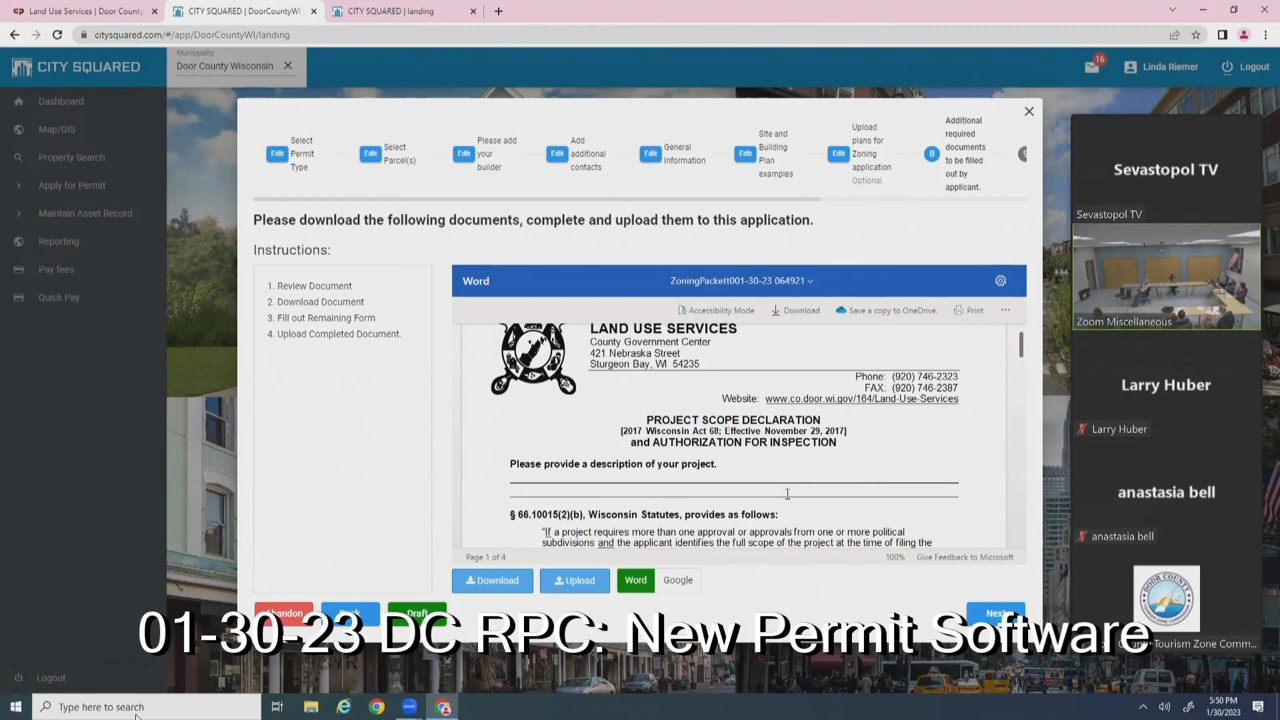 Land Use Services | Door County
CITY SQUARED | DoorCountyWI
CITY SQUARED | landing
citysquared.com/#/app/DoorCountyWI/landing
CITY SQUARED
Municipality
Door County Wisconsin
16
Linda Riemer
Logout
Dashboard
Map/GIS
Property Search
Apply for Permit
Maintain Asset Record
Reporting
Pay fees
Quick Pay
Logout
Edit
Select
Permit
Type
Edit
Select
Parcel(s)
Edit
Please add
your
builder
Edit
Add
additional
contacts
Edit
General
Information
Edit
Site and
Building
Plan
examples
Edit
Upload
plans for
Zoning
application
Optional
8
Additional
required
documents
to be filled
out by
applicant.
Please download the following documents, complete and upload them to this application.
Instructions:
1. Review Document
2. Download Document
3. Fill out Remaining Form
4. Upload Completed Document.
Word
ZoningPackett001-30-23 064921
Accessibility Mode
Download
Save a copy to OneDrive.
Print
...
LAND USE SERVICES
County Government Center
421 Nebraska Street
Sturgeon Bay, WI 54235
Phone: (920) 746-2323
FAX: (920) 746-2387
Website: www.co.door.wi.gov/164/Land-Use-Services
PROJECT SCOPE DECLARATION
[2017 Wisconsin Act 68; Effective November 29, 2017]
and AUTHORIZATION FOR INSPECTION
Please provide a description of your project.
§ 66.10015(2)(b), Wisconsin Statutes, provides as follows:
"If a project requires more than one approval or approvals from one or more political
subdivisions and the applicant identifies the full scope of the project at the time of filing the
Page 1 of 4
100%
Give Feedback to Microsoft
Download
Upload
Word
Google
Abandon
Back
Draft
Next
Sevastopol TV
Sevastopol TV
Zoom Miscellaneous
Larry Huber
Larry Huber
anastasia bell
anastasia bell
DOOR COUNTY
Tourism Zone Comm...
01-30-23 DC RPC: New Permit Software
Type here to search
5:50 PM
1/30/2023